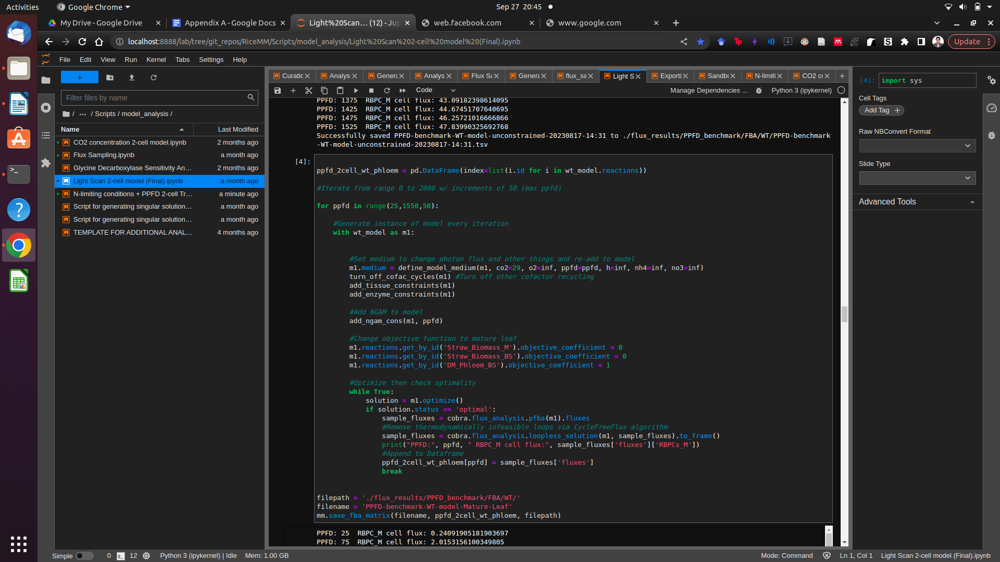 Activities
Google Chrome
Sep 27 20:45
My Drive - Google Drive
Appendix A - Google Docs
Light%20Scan… (12) - Jup
web.facebook.com
www.google.com
localhost:8888/lab/tree/git_repos/RiceMM/Scripts/model_analysis/Light%20Scan%202-cell%20model%20(Final).ipynb
Update
File Edit View Run Kernel Tabs Settings Help
Filter files by name
/ ··· / Scripts / model_analysis /
Name Last Modified
CO2 concentration 2-cell model.ipynb 2 months ago
Flux Sampling.ipynb a month ago
Glycine Decarboxylase Sensitivity An… 2 months ago
Light Scan 2-cell model (Final).ipynb a month ago
N-limiting conditions + PPFD 2-cell Tr… a minute ago
Script for generating singular solution… a month ago
Script for generating singular solution… a month ago
TEMPLATE FOR ADDITIONAL ANAL… 4 months ago
Curatic Analys Genera Analys Flux Sa Genera flux_sa Light S Exporti Sandbo N-limiti CO2 co
Code
Manage Dependencies ...
Python 3 (ipykernel)
PPFD: 1375  RBPC_M cell flux: 43.09182398614095
PPFD: 1425  RBPC_M cell flux: 44.67451707640695
PPFD: 1475  RBPC_M cell flux: 46.25721016666866
PPFD: 1525  RBPC_M cell flux: 47.83990325692768
Successfully saved PPFD-benchmark-WT-model-unconstrained-20230817-14:31 to ./flux_results/PPFD_benchmark/FBA/WT/PPFD-benchmark
-WT-model-unconstrained-20230817-14:31.tsv
[4]:
ppfd_2cell_wt_phloem = pd.DataFrame(index=list(i.id for i in wt_model.reactions))
#Iterate from range 0 to 2000 w/ increments of 50 (max ppfd)
for ppfd in range(25,1550,50):
#Generate instance of model every iteration
with wt_model as m1:
#Set medium to change photon flux and other things and re-add to model
m1.medium = define_model_medium(m1, co2=29, o2=inf, ppfd=ppfd, h=inf, nh4=inf, no3=inf)
turn_off_cofac_cycles(m1) #Turn off other cofactor recycling
add_tissue_constraints(m1)
add_enzyme_constraints(m1)
#Add NGAM to model
add_ngam_cons(m1, ppfd)
#Change objective function to mature leaf
m1.reactions.get_by_id('Straw_Biomass_M').objective_coefficient = 0
m1.reactions.get_by_id('Straw_Biomass_BS').objective_coefficient = 0
m1.reactions.get_by_id('DM_Phloem_BS').objective_coefficient = 1
#Optimize then check optimality
while True:
solution = m1.optimize()
if solution.status == 'optimal':
sample_fluxes = cobra.flux_analysis.pfba(m1).fluxes
#Remove thermodynamically infeasible loops via CycleFreeFlux algorithm
sample_fluxes = cobra.flux_analysis.loopless_solution(m1, sample_fluxes).to_frame()
print("PPFD:", ppfd, " RBPC_M cell flux:", sample_fluxes['fluxes']['RBPCs_M'])
#Append to Dataframe
ppfd_2cell_wt_phloem[ppfd] = sample_fluxes['fluxes']
break
filepath = './flux_results/PPFD_benchmark/FBA/WT/'
filename = 'PPFD-benchmark-WT-model-Mature-Leaf'
mm.save_fba_matrix(filename, ppfd_2cell_wt_phloem, filepath)
PPFD: 25  RBPC_M cell flux: 0.24091905181903697
PPFD: 75  RBPC_M cell flux: 2.0153156100349805
[4]: import sys
Cell Tags
Add Tag +
Raw NBConvert Format
Slide Type
Advanced Tools
Simple 0 $_ 12 Python 3 (ipykernel) | Idle Mem: 1.00 GB
Mode: Command Ln 1, Col 1 Light Scan 2-cell model (Final).ipynb